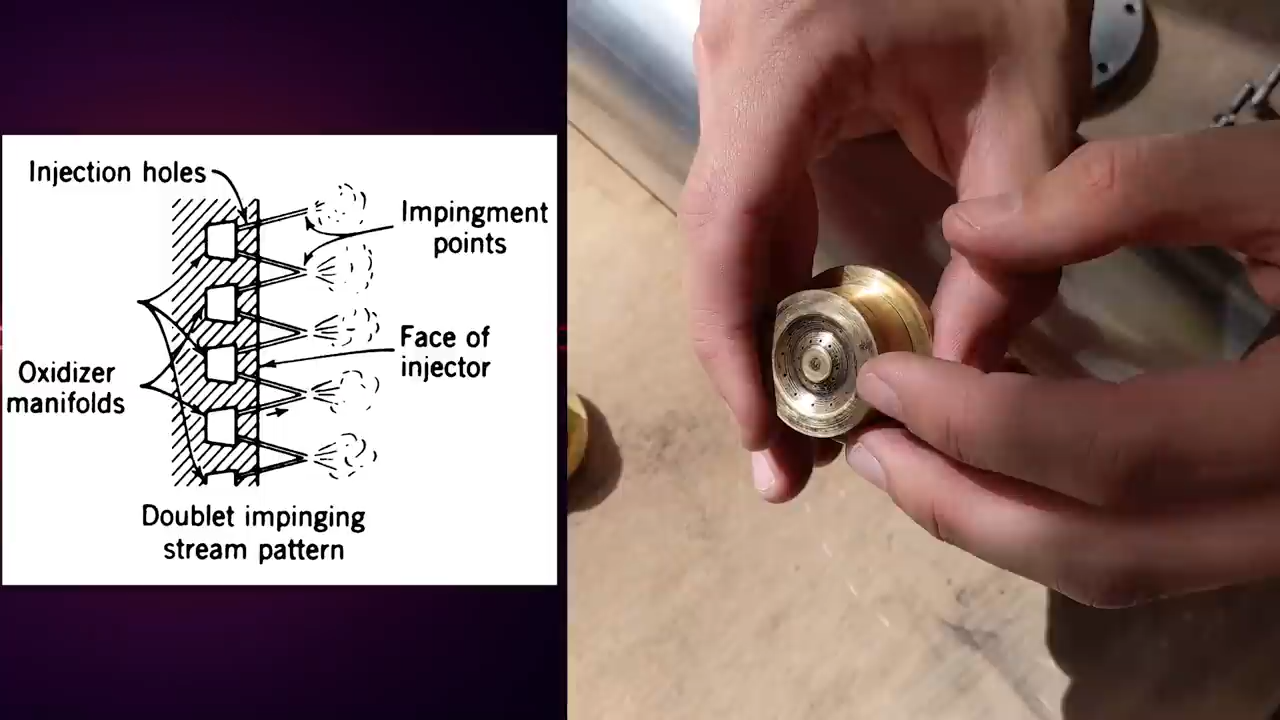 Injection holes
Impingment
points
Face of
injector
Oxidizer
manifolds
Doublet impinging
stream pattern